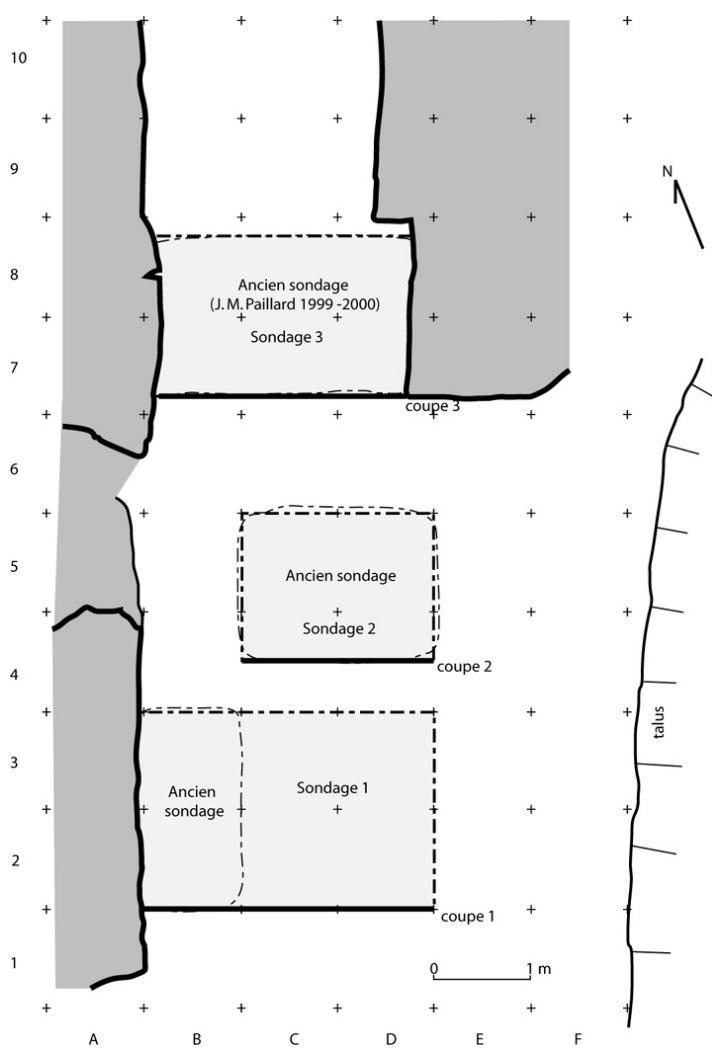 10
9
N
8
Ancien sondage
(J. M. Paillard 1999 -2000)
Sondage 3
7
coupe 3
6
5
Ancien sondage
Sondage 2
4
coupe 2
talus
3
Ancien
sondage
Sondage 1
2
coupe 1
1
0 1 m
A B C D E F